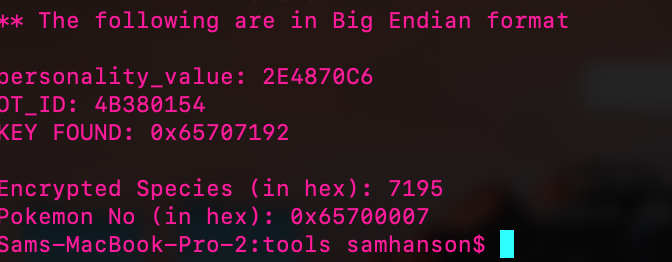 ** The following are in Big Endian format
personality_value: 2E4870C6
OT_ID: 4B380154
KEY FOUND: 0x65707192
Encrypted Species (in hex): 7195
Pokemon No (in hex): 0x65700007
Sams-MacBook-Pro-2:tools samhanson$